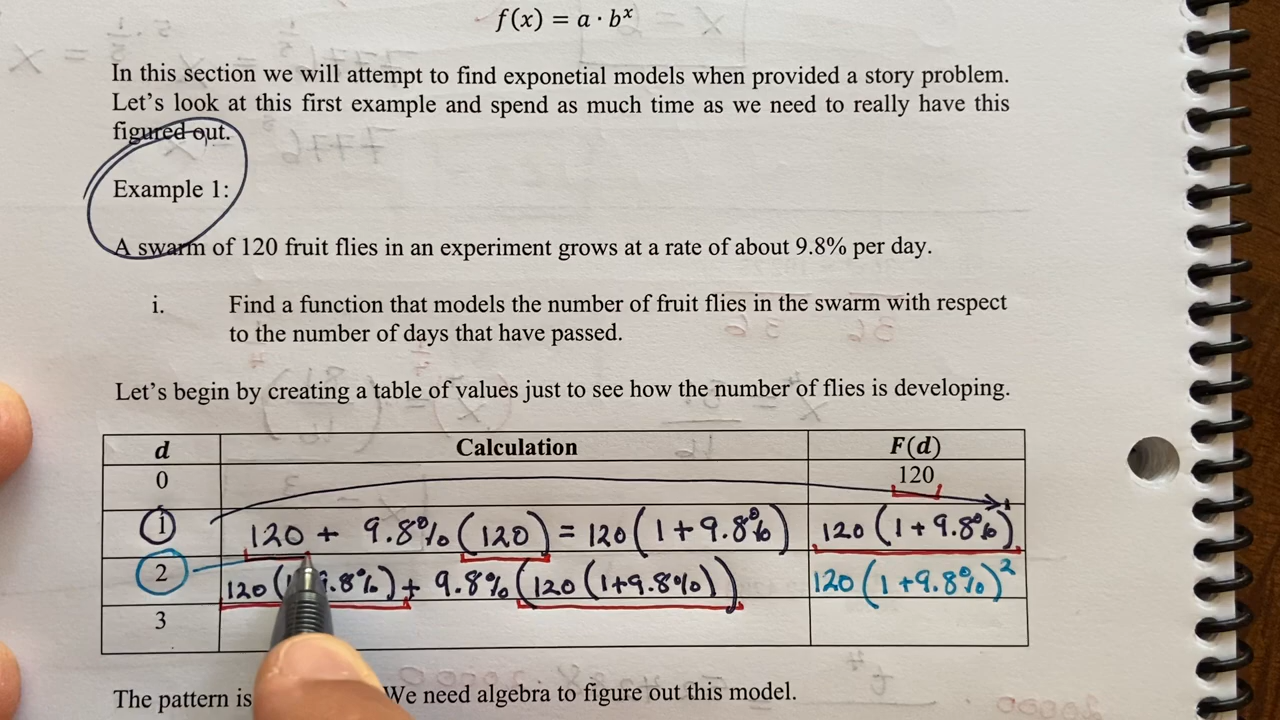 f(x) = a · bˣ
In this section we will attempt to find exponetial models when provided a story problem.
Let’s look at this first example and spend as much time as we need to really have this
figured out.
Example 1:
A swarm of 120 fruit flies in an experiment grows at a rate of about 9.8% per day.
i. Find a function that models the number of fruit flies in the swarm with respect
to the number of days that have passed.
Let’s begin by creating a table of values just to see how the number of flies is developing.
d Calculation F(d)
0 120
1 120 + 9.8% (120) = 120 (1 + 9.8%) 120 (1 + 9.8%)
2 120 ( 9.8%) + 9.8% (120 (1+9.8%)) 120 (1+9.8%)²
3
The pattern is We need algebra to figure out this model.